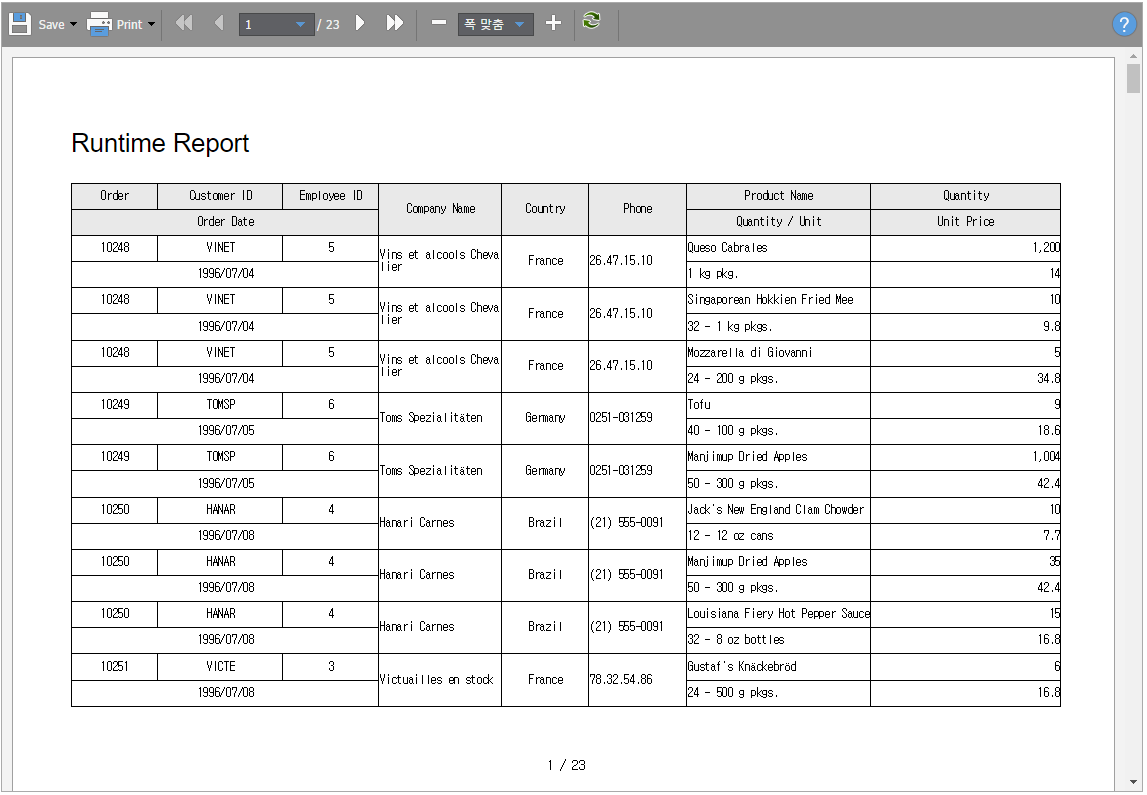 Save Print 1 / 23 폭 맞춤 ?
Runtime Report
Order Customer ID Employee ID Company Name Country Phone Product Name Quantity
Order Date Quantity / Unit Unit Price
10248 VINET 5 Vins et alcools Cheva France 26.47.15.10 Queso Cabrales 1,200
lier
1996/07/04 1 kg pkg. 14
10248 VINET 5 Vins et alcools Cheva France 26.47.15.10 Singaporean Hokkien Fried Mee 10
lier
1996/07/04 32 - 1 kg pkgs. 9.8
10248 VINET 5 Vins et alcools Cheva France 26.47.15.10 Mozzarella di Giovanni 5
lier
1996/07/04 24 - 200 g pkgs. 34.8
10249 TOMSP 6 Toms Spezialitäten Germany 0251-031259 Tofu 9
1996/07/05 40 - 100 g pkgs. 18.6
10249 TOMSP 6 Toms Spezialitäten Germany 0251-031259 Manjimup Dried Apples 1,004
1996/07/05 50 - 300 g pkgs. 42.4
10250 HANAR 4 Hanari Carnes Brazil (21) 555-0091 Jack's New England Clam Chowder 10
1996/07/08 12 - 12 oz cans 7.7
10250 HANAR 4 Hanari Carnes Brazil (21) 555-0091 Manjimup Dried Apples 35
1996/07/08 50 - 300 g pkgs. 42.4
10250 HANAR 4 Hanari Carnes Brazil (21) 555-0091 Louisiana Fiery Hot Pepper Sauce 15
1996/07/08 32 - 8 oz bottles 16.8
10251 VICTE 3 Victuailles en stock France 78.32.54.86 Gustaf's Knäckebröd 6
1996/07/08 24 - 500 g pkgs. 16.8
1 / 23